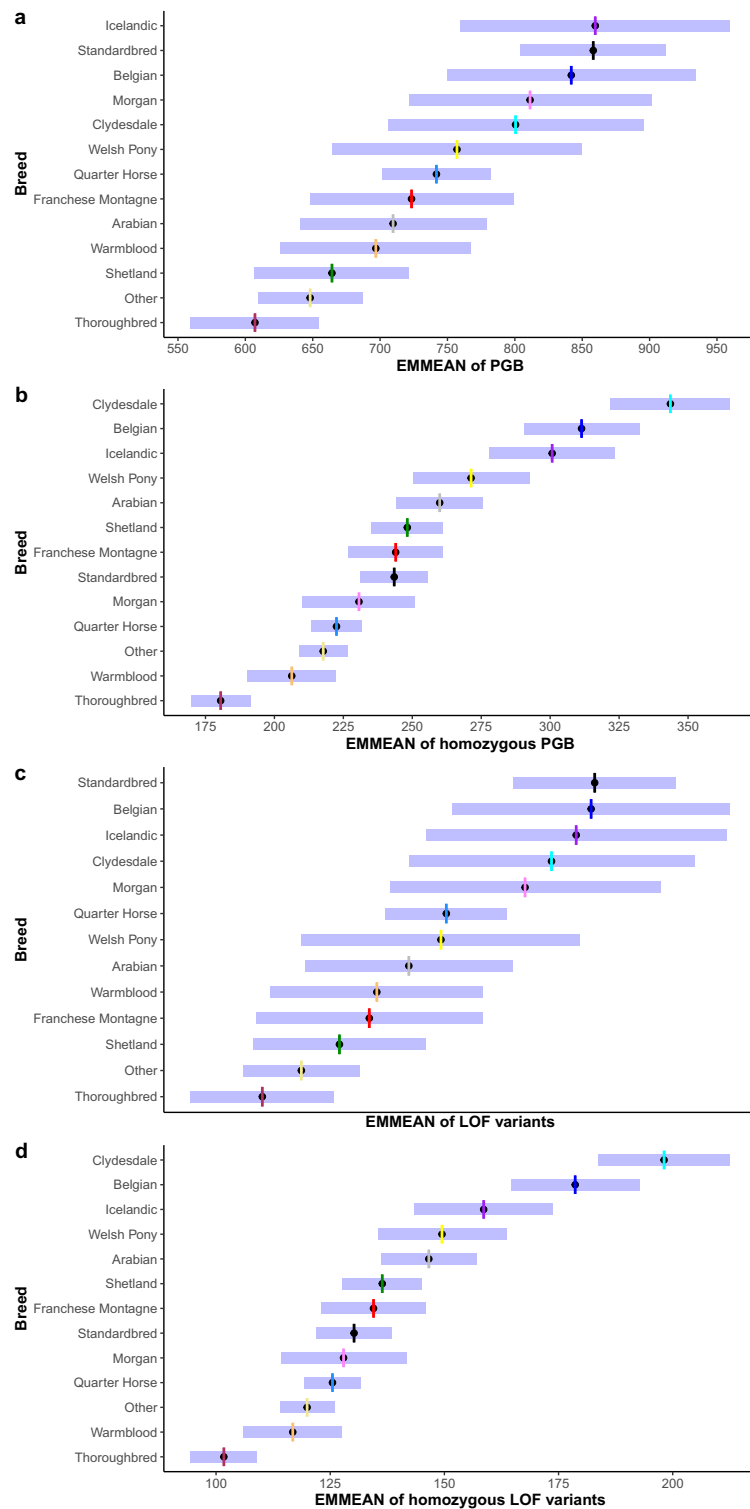 a
Icelandic
Standardbred
Belgian
Morgan
Clydesdale
Welsh Pony
Quarter Horse
Franchese Montagne
Arabian
Warmblood
Shetland
Other
Thoroughbred
Breed
550 600 650 700 750 800 850 900 950
EMMEAN of PGB
b
Clydesdale
Belgian
Icelandic
Welsh Pony
Arabian
Shetland
Franchese Montagne
Standardbred
Morgan
Quarter Horse
Other
Warmblood
Thoroughbred
Breed
175 200 225 250 275 300 325 350
EMMEAN of homozygous PGB
c
Standardbred
Belgian
Icelandic
Clydesdale
Morgan
Quarter Horse
Welsh Pony
Arabian
Warmblood
Franchese Montagne
Shetland
Other
Thoroughbred
Breed
EMMEAN of LOF variants
d
Clydesdale
Belgian
Icelandic
Welsh Pony
Arabian
Shetland
Franchese Montagne
Standardbred
Morgan
Quarter Horse
Other
Warmblood
Thoroughbred
Breed
100 125 150 175 200
EMMEAN of homozygous LOF variants